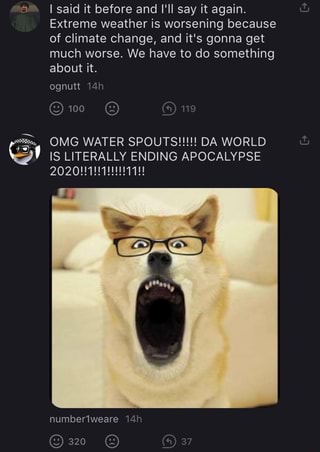 I said it before and I'll say it again.
Extreme weather is worsening because
of climate change, and it's gonna get
much worse. We have to do something
about it.
ognutt 14h
100 119
OMG WATER SPOUTS!!!!! DA WORLD
IS LITERALLY ENDING APOCALYPSE
2020!!1!!1!!!!!11!!
number1weare 14h
320 37